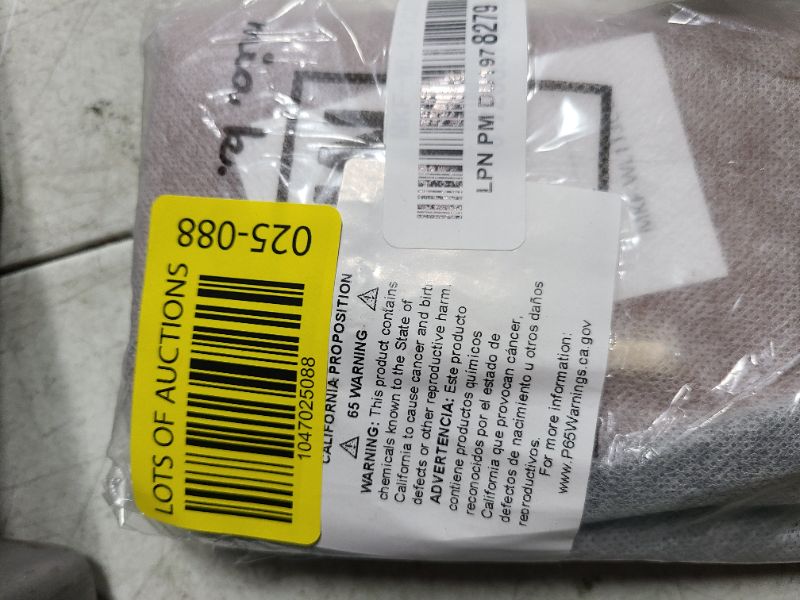 025-088
LOTS OF AUCTIONS
1047025088
CALIFORNIA PROPOSITION
65 WARNING
WARNING: This product contains
chemicals known to the State of
California to cause cancer and birth
defects or other reproductive harm.
ADVERTENCIA: Este producto
contiene productos químicos
reconocidos por el estado de
California que provocan cáncer,
defectos de nacimiento u otros daños
reproductivos.
For more information:
www.P65Warnings.ca.gov
LPN PM 978279